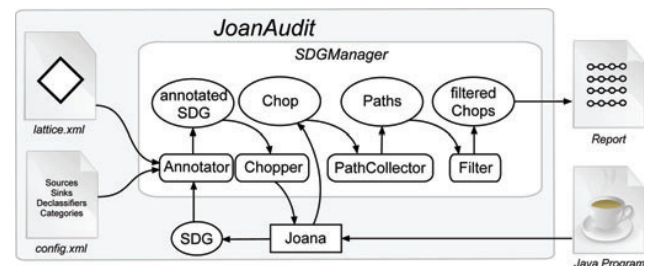 JoanAudit
SDGManager
lattice.xml
annotated
SDG
Chop
Paths
filtered
Chops
Report
Annotator
Chopper
PathCollector
Filter
Sources
Sinks
Declassifiers
Categories
config.xml
SDG
Joana
Java Program